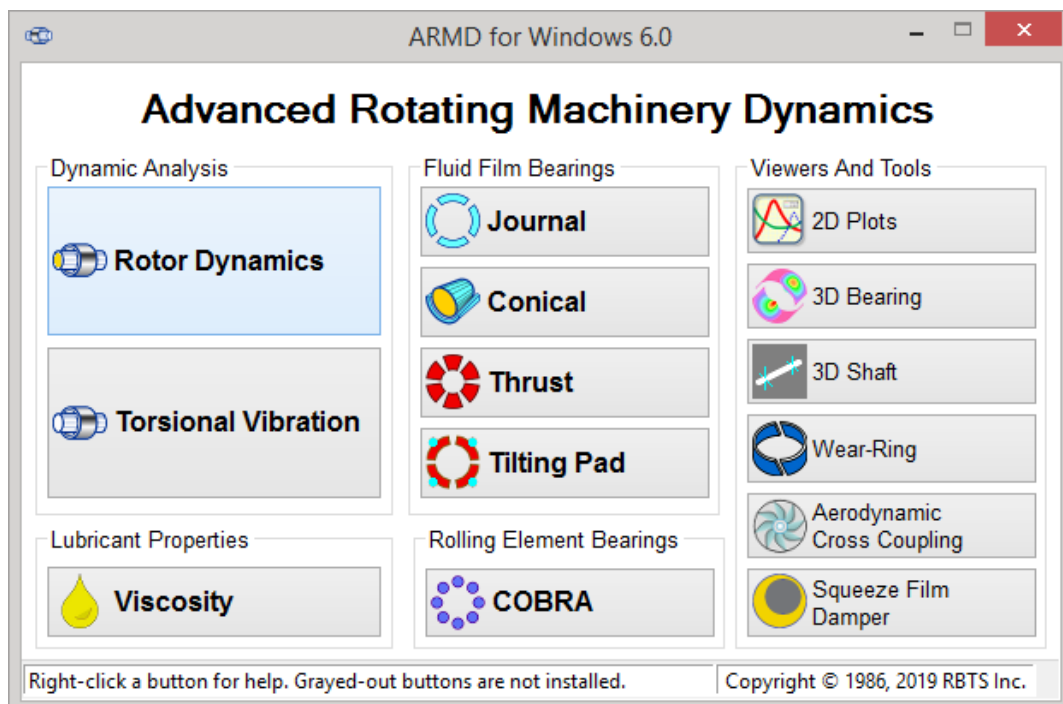 ARMD for Windows 6.0
Advanced Rotating Machinery Dynamics
Dynamic Analysis
Rotor Dynamics
Torsional Vibration
Lubricant Properties
Viscosity
Fluid Film Bearings
Journal
Conical
Thrust
Tilting Pad
Rolling Element Bearings
COBRA
Viewers And Tools
2D Plots
3D Bearing
3D Shaft
Wear-Ring
Aerodynamic
Cross Coupling
Squeeze Film
Damper
Right-click a button for help. Grayed-out buttons are not installed.
Copyright © 1986, 2019 RBTS Inc.